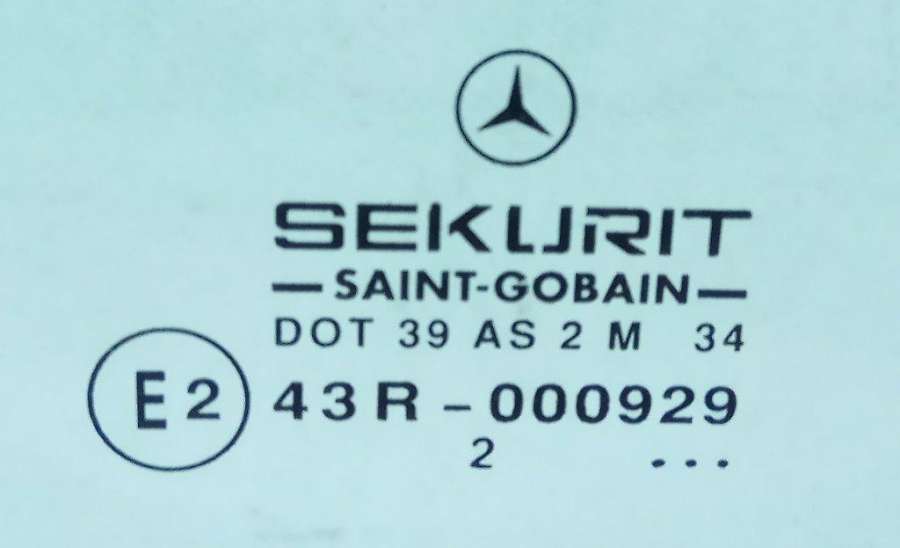 SEKURIT
SAINT-GOBAIN
DOT 39 AS 2 M 34
E2 43R -000929
2 ...